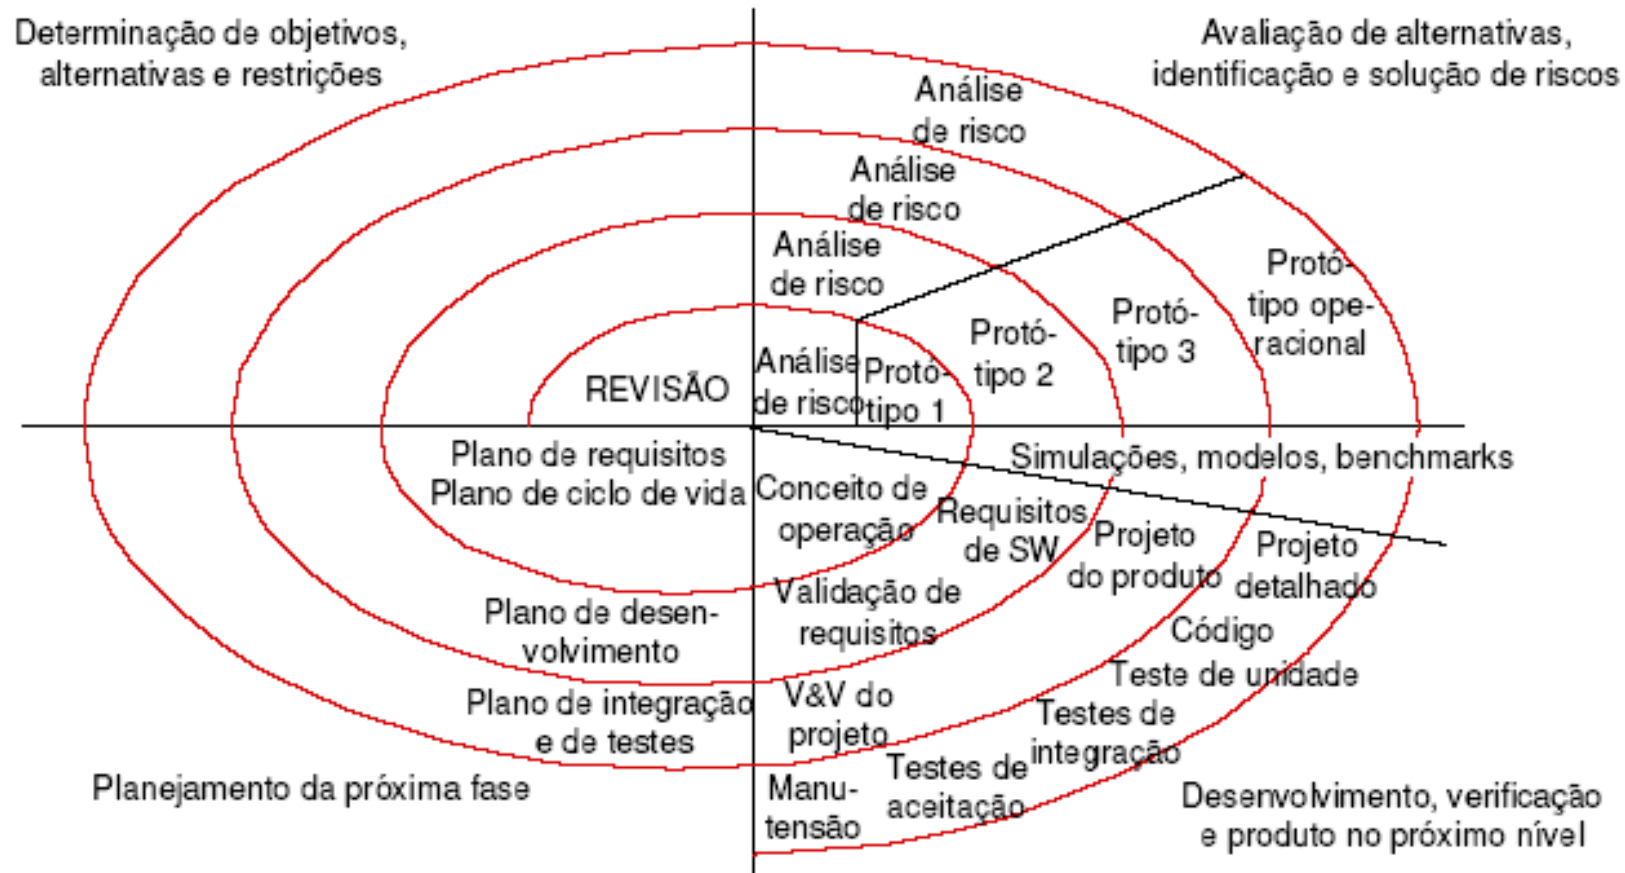 Determinação de objetivos,
alternativas e restrições
Avaliação de alternativas,
identificação e solução de riscos
Análise
de risco
Análise
de risco
Análise
de risco
Análise
de risco
REVISÃO
Protó-
tipo 1
Protó-
tipo 2
Protó-
tipo 3
Protó-
tipo ope-
racional
Simulações, modelos, benchmarks
Plano de requisitos
Plano de ciclo de vida
Conceito de
operação
Requisitos
de SW
Projeto
do produto
Projeto
detalhado
Plano de desen-
volvimento
Validação de
requisitos
Código
Teste de unidade
Plano de integração
e de testes
V&V do
projeto
Testes de
integração
Manu-
tensão
Testes de
aceitação
Planejamento da próxima fase
Desenvolvimento, verificação
e produto no próximo nível